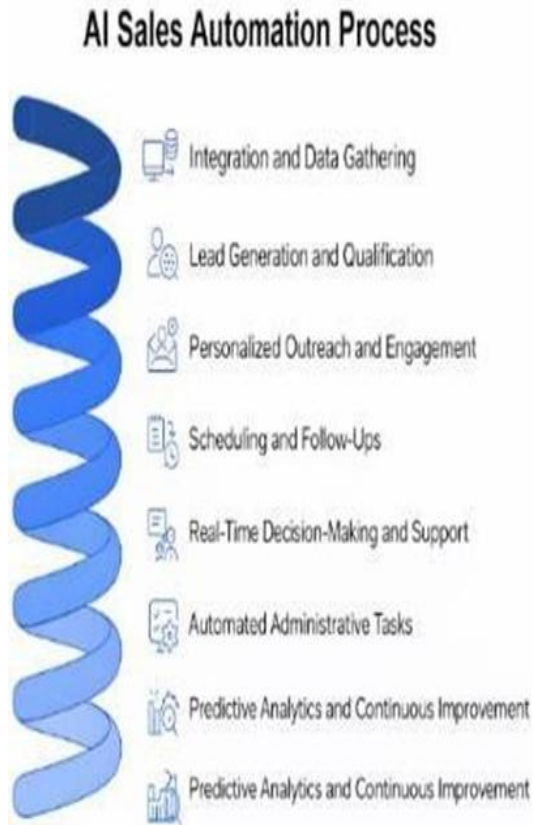 AI Sales Automation Process
Integration and Data Gathering
Lead Generation and Qualification
Personalized Outreach and Engagement
Scheduling and Follow-Ups
Real-Time Decision-Making and Support
Automated Administrative Tasks
Predictive Analytics and Continuous Improvement
Predictive Analytics and Continuous Improvement